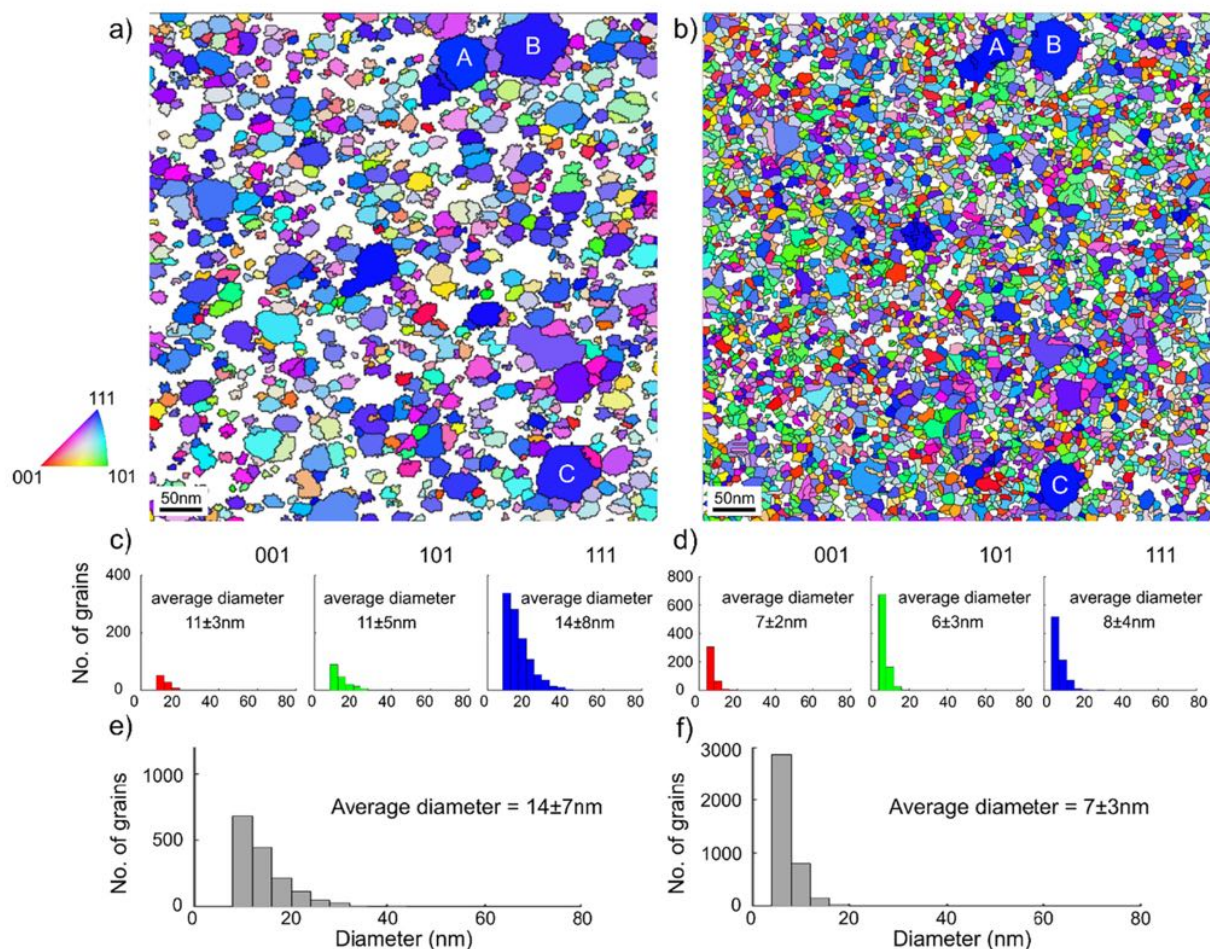 a)
b)
A
B
A
B
111
001
101
C
C
50nm
50nm
c)
001
101
111
d)
001
101
111
No. of grains
400
200
0
average diameter
11±3nm
average diameter
11±5nm
average diameter
14±8nm
800
600
400
200
0
average diameter
7±2nm
average diameter
6±3nm
average diameter
8±4nm
20 40 60 80
0 20 40 60 80
0 20 40 60 80
0 20 40 60 80
0 20 40 60 80
0 20 40 60 80
e)
No. of grains
1000
500
0
Average diameter = 14±7nm
0 20 40 60 80
Diameter (nm)
f)
No. of grains
3000
2000
1000
0
Average diameter = 7±3nm
0 20 40 60 80
Diameter (nm)